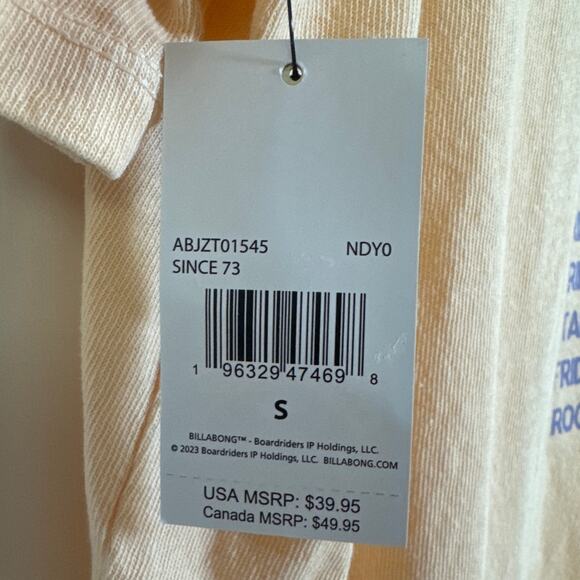 ABJZT01545 NDY0
SINCE 73
1 96329 47469 8
S
BILLABONG™ - Boardriders IP Holdings, LLC.
© 2023 Boardriders IP Holdings, LLC. BILLABONG.COM
USA MSRP: $39.95
Canada MSRP: $49.95